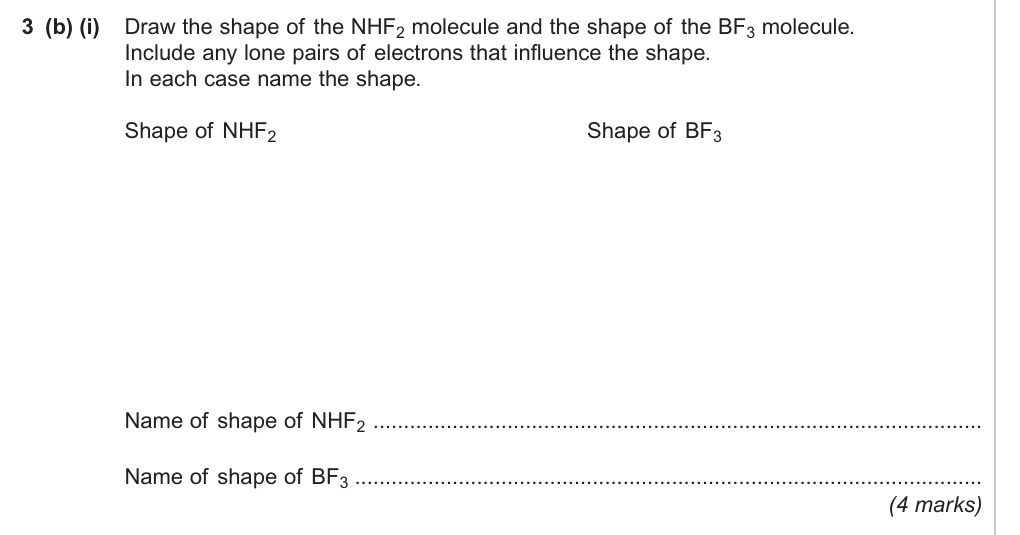 3 (b) (i) Draw the shape of the NHF₂ molecule and the shape of the BF₃ molecule.
Include any lone pairs of electrons that influence the shape.
In each case name the shape.
Shape of NHF₂ Shape of BF₃
Name of shape of NHF₂ ....................................................................................................
Name of shape of BF₃ .......................................................................................................
(4 marks)